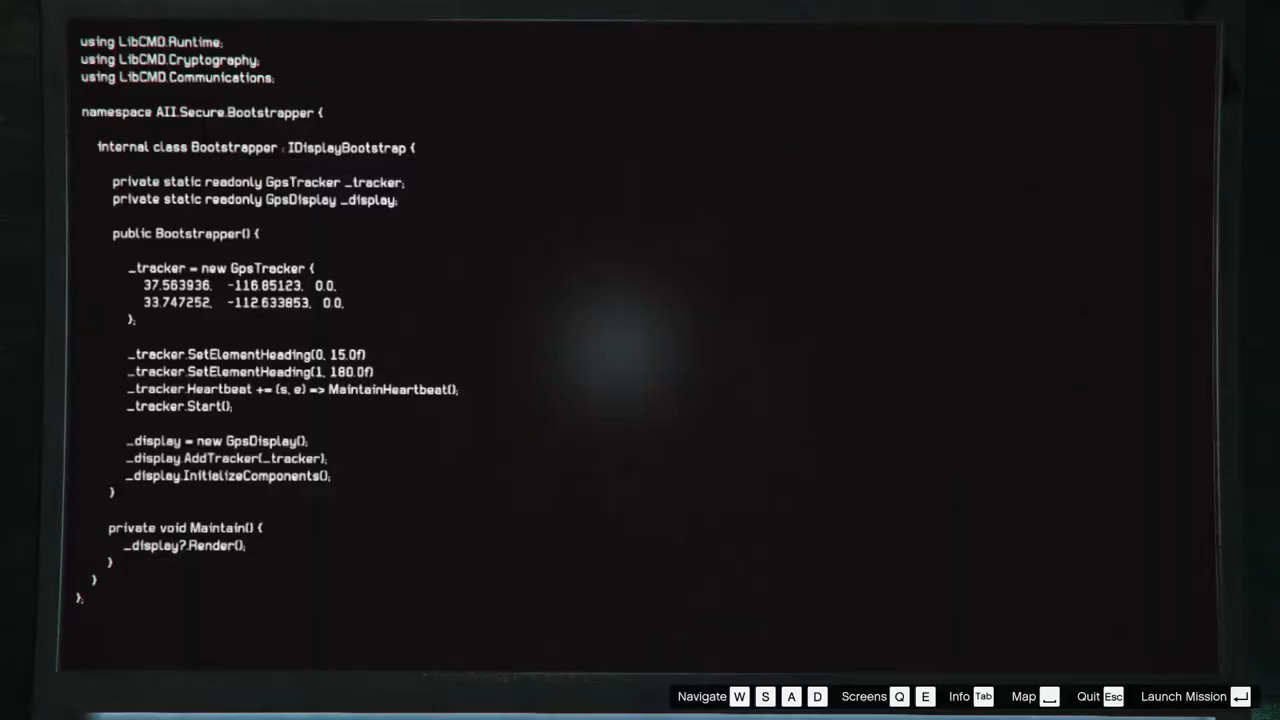 using LibCMD.Runtime;
using LibCMD.Cryptography;
using LibCMD.Communications;
namespace AII.Secure.Bootstrapper {
internal class Bootstrapper : IDisplayBootstrap {
private static readonly GpsTracker _tracker;
private static readonly GpsDisplay _display;
public Bootstrapper() {
_tracker = new GpsTracker {
37.563936, -116.85123, 0.0,
33.747252, -112.633853, 0.0,
};
_tracker.SetElementHeading(0, 15.0f)
_tracker.SetElementHeading(1, 180.0f)
_tracker.Heartbeat += (s, e) => MaintainHeartbeat();
_tracker.Start();
_display = new GpsDisplay();
_display.AddTracker(_tracker);
_display.InitializeComponents();
}
private void Maintain() {
_display?.Render();
}
}
};
Navigate W S A D Screens Q E Info Tab Map Quit Esc Launch Mission